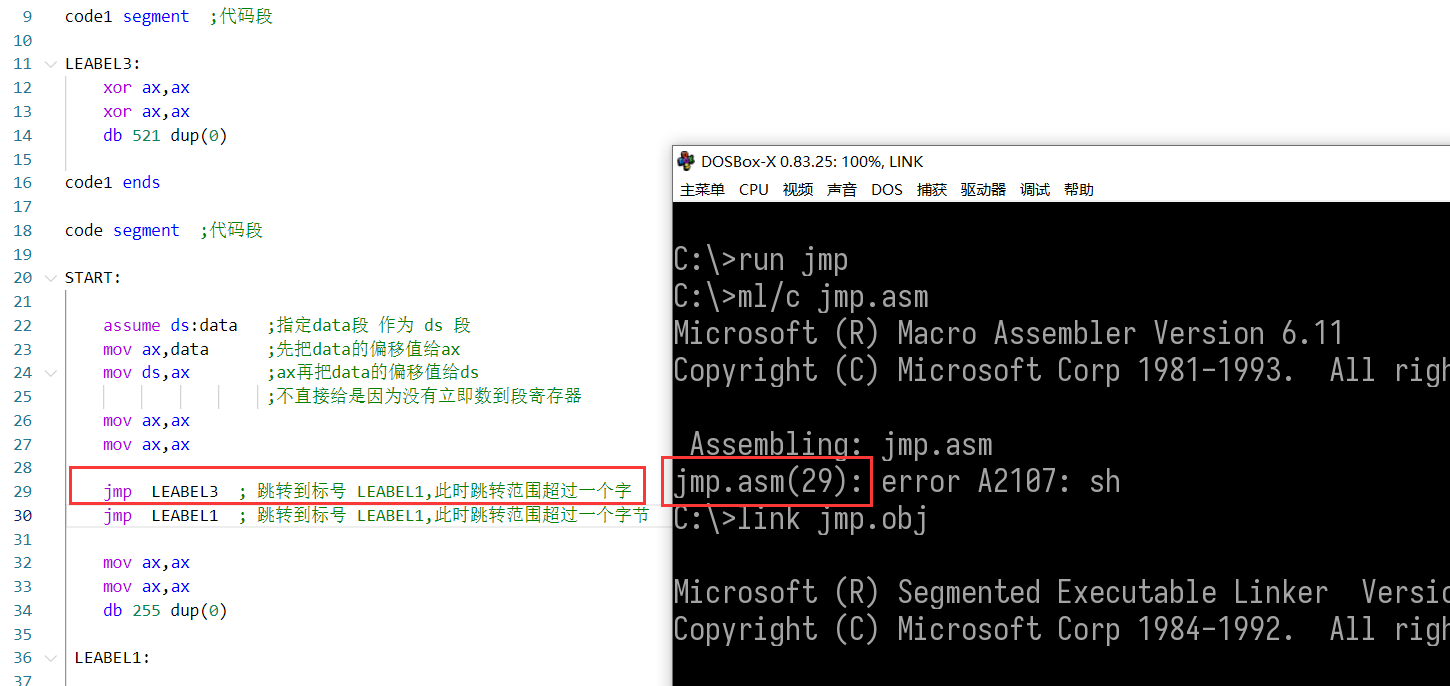 9 code1 segment ;代码段
10
11 LEABEL3:
12 xor ax,ax
13 xor ax,ax
14 db 521 dup(0)
15
16 code1 ends
17
18 code segment ;代码段
19
20 START:
21
22 assume ds:data ;指定data段 作为 ds 段
23 mov ax,data ;先把data的偏移值给ax
24 mov ds,ax ;ax再把data的偏移值给ds
25 ;不直接给是因为没有立即数到段寄存器
26 mov ax,ax
27 mov ax,ax
28
29 jmp LEABEL3 ; 跳转到标号 LEABEL1,此时跳转范围超过一个字
30 jmp LEABEL1 ; 跳转到标号 LEABEL1,此时跳转范围超过一个字节
31
32 mov ax,ax
33 mov ax,ax
34 db 255 dup(0)
35
36 LEABEL1:
37
DOSBox-X 0.83.25: 100%, LINK
主菜单 CPU 视频 声音 DOS 捕获 驱动器 调试 帮助
C:\>run jmp
C:\>ml/c jmp.asm
Microsoft (R) Macro Assembler Version 6.11
Copyright (C) Microsoft Corp 1981-1993. All righ
Assembling: jmp.asm
jmp.asm(29): error A2107: sh
C:\>link jmp.obj
Microsoft (R) Segmented Executable Linker Versio
Copyright (C) Microsoft Corp 1984-1992. All righ